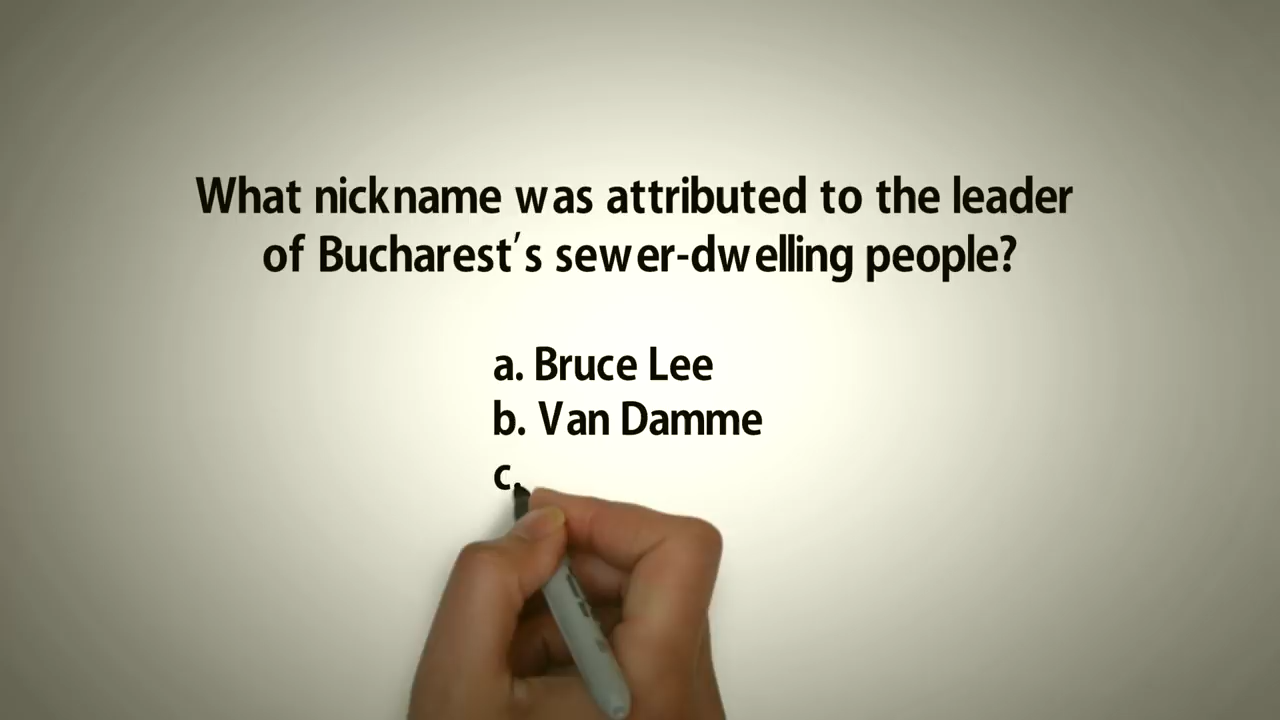 What nickname was attributed to the leader
of Bucharest's sewer-dwelling people?
a. Bruce Lee
b. Van Damme
c.